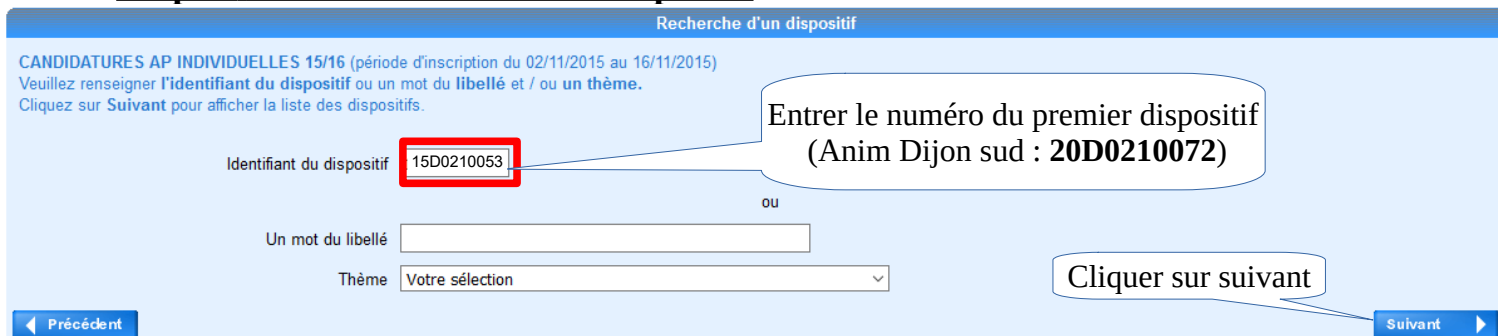 Recherche d'un dispositif
CANDIDATURES AP INDIVIDUELLES 15/16 (période d'inscription du 02/11/2015 au 16/11/2015)
Veuillez renseigner l'identifiant du dispositif ou un mot du libellé et / ou un thème.
Cliquez sur Suivant pour afficher la liste des dispositifs.
Entrer le numéro du premier dispositif
(Anim Dijon sud : 20D0210072)
Identifiant du dispositif 15D0210053
ou
Un mot du libellé
Thème Votre sélection
Cliquer sur suivant
Précédent
Suivant